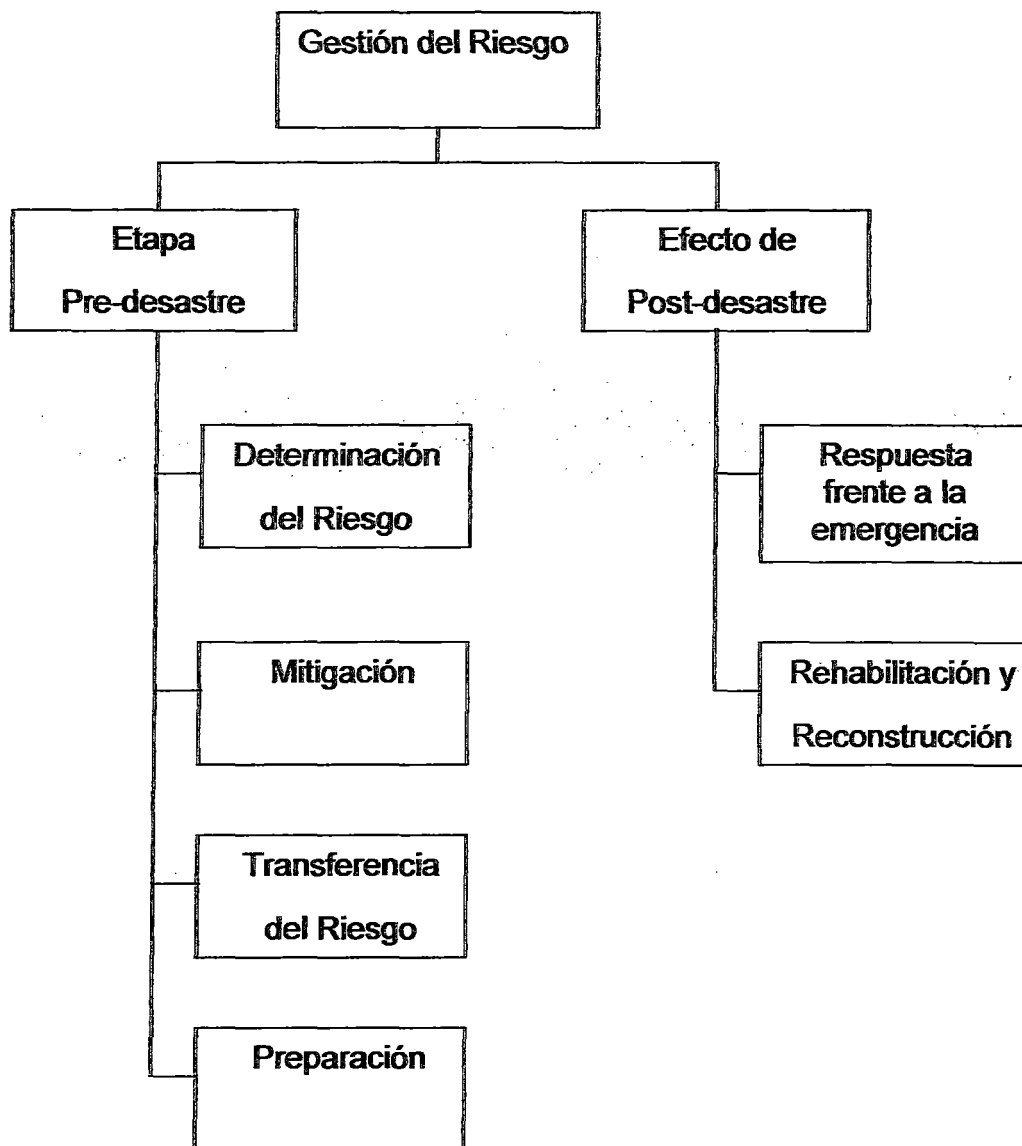 Gestión del Riesgo
Etapa
Pre-desastre
Efecto de
Post-desastre
Determinación
del Riesgo
Mitigación
Transferencia
del Riesgo
Preparación
Respuesta
frente a la
emergencia
Rehabilitación y
Reconstrucción